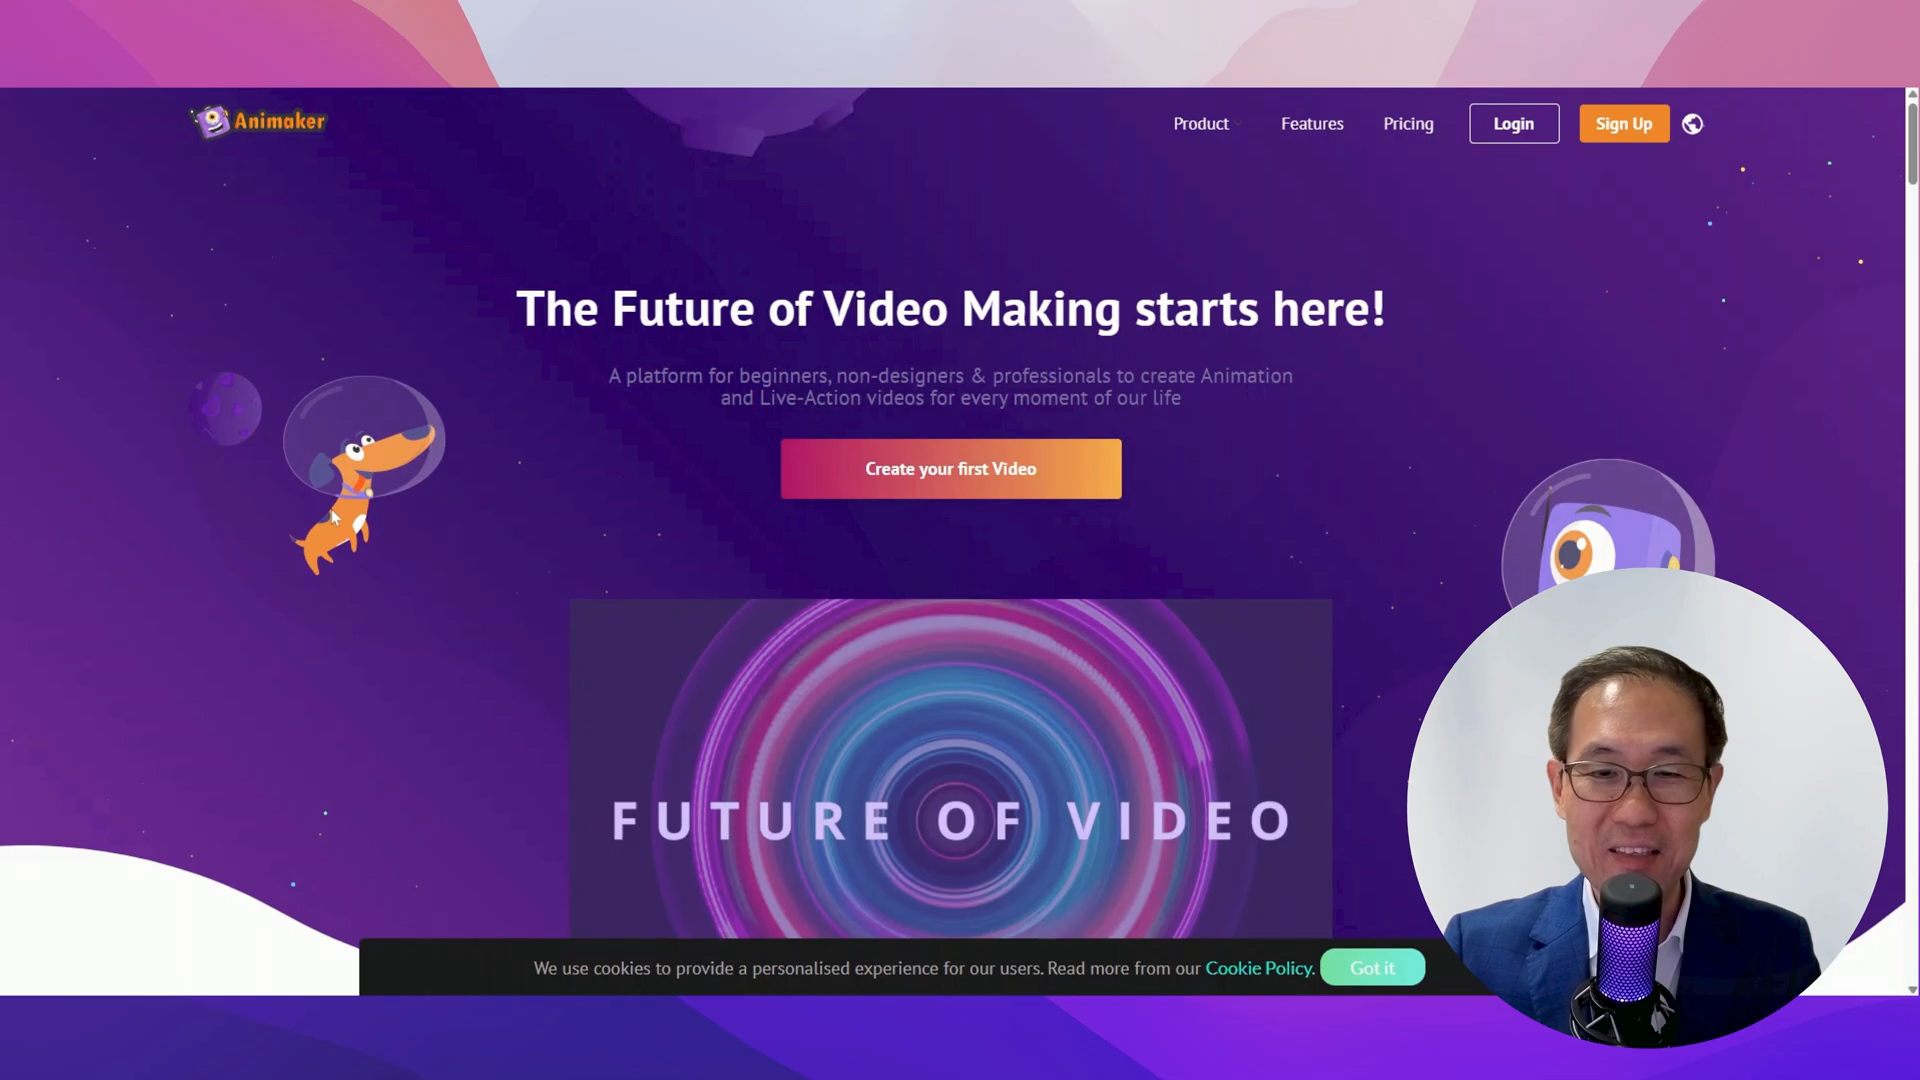 Animaker
Product
Features
Pricing
Login
Sign Up
The Future of Video Making starts here!
A platform for beginners, non-designers & professionals to create Animation
and Live-Action videos for every moment of our life
Create your first Video
FUTURE OF VIDEO
We use cookies to provide a personalised experience for our users. Read more from our Cookie Policy.
Got it